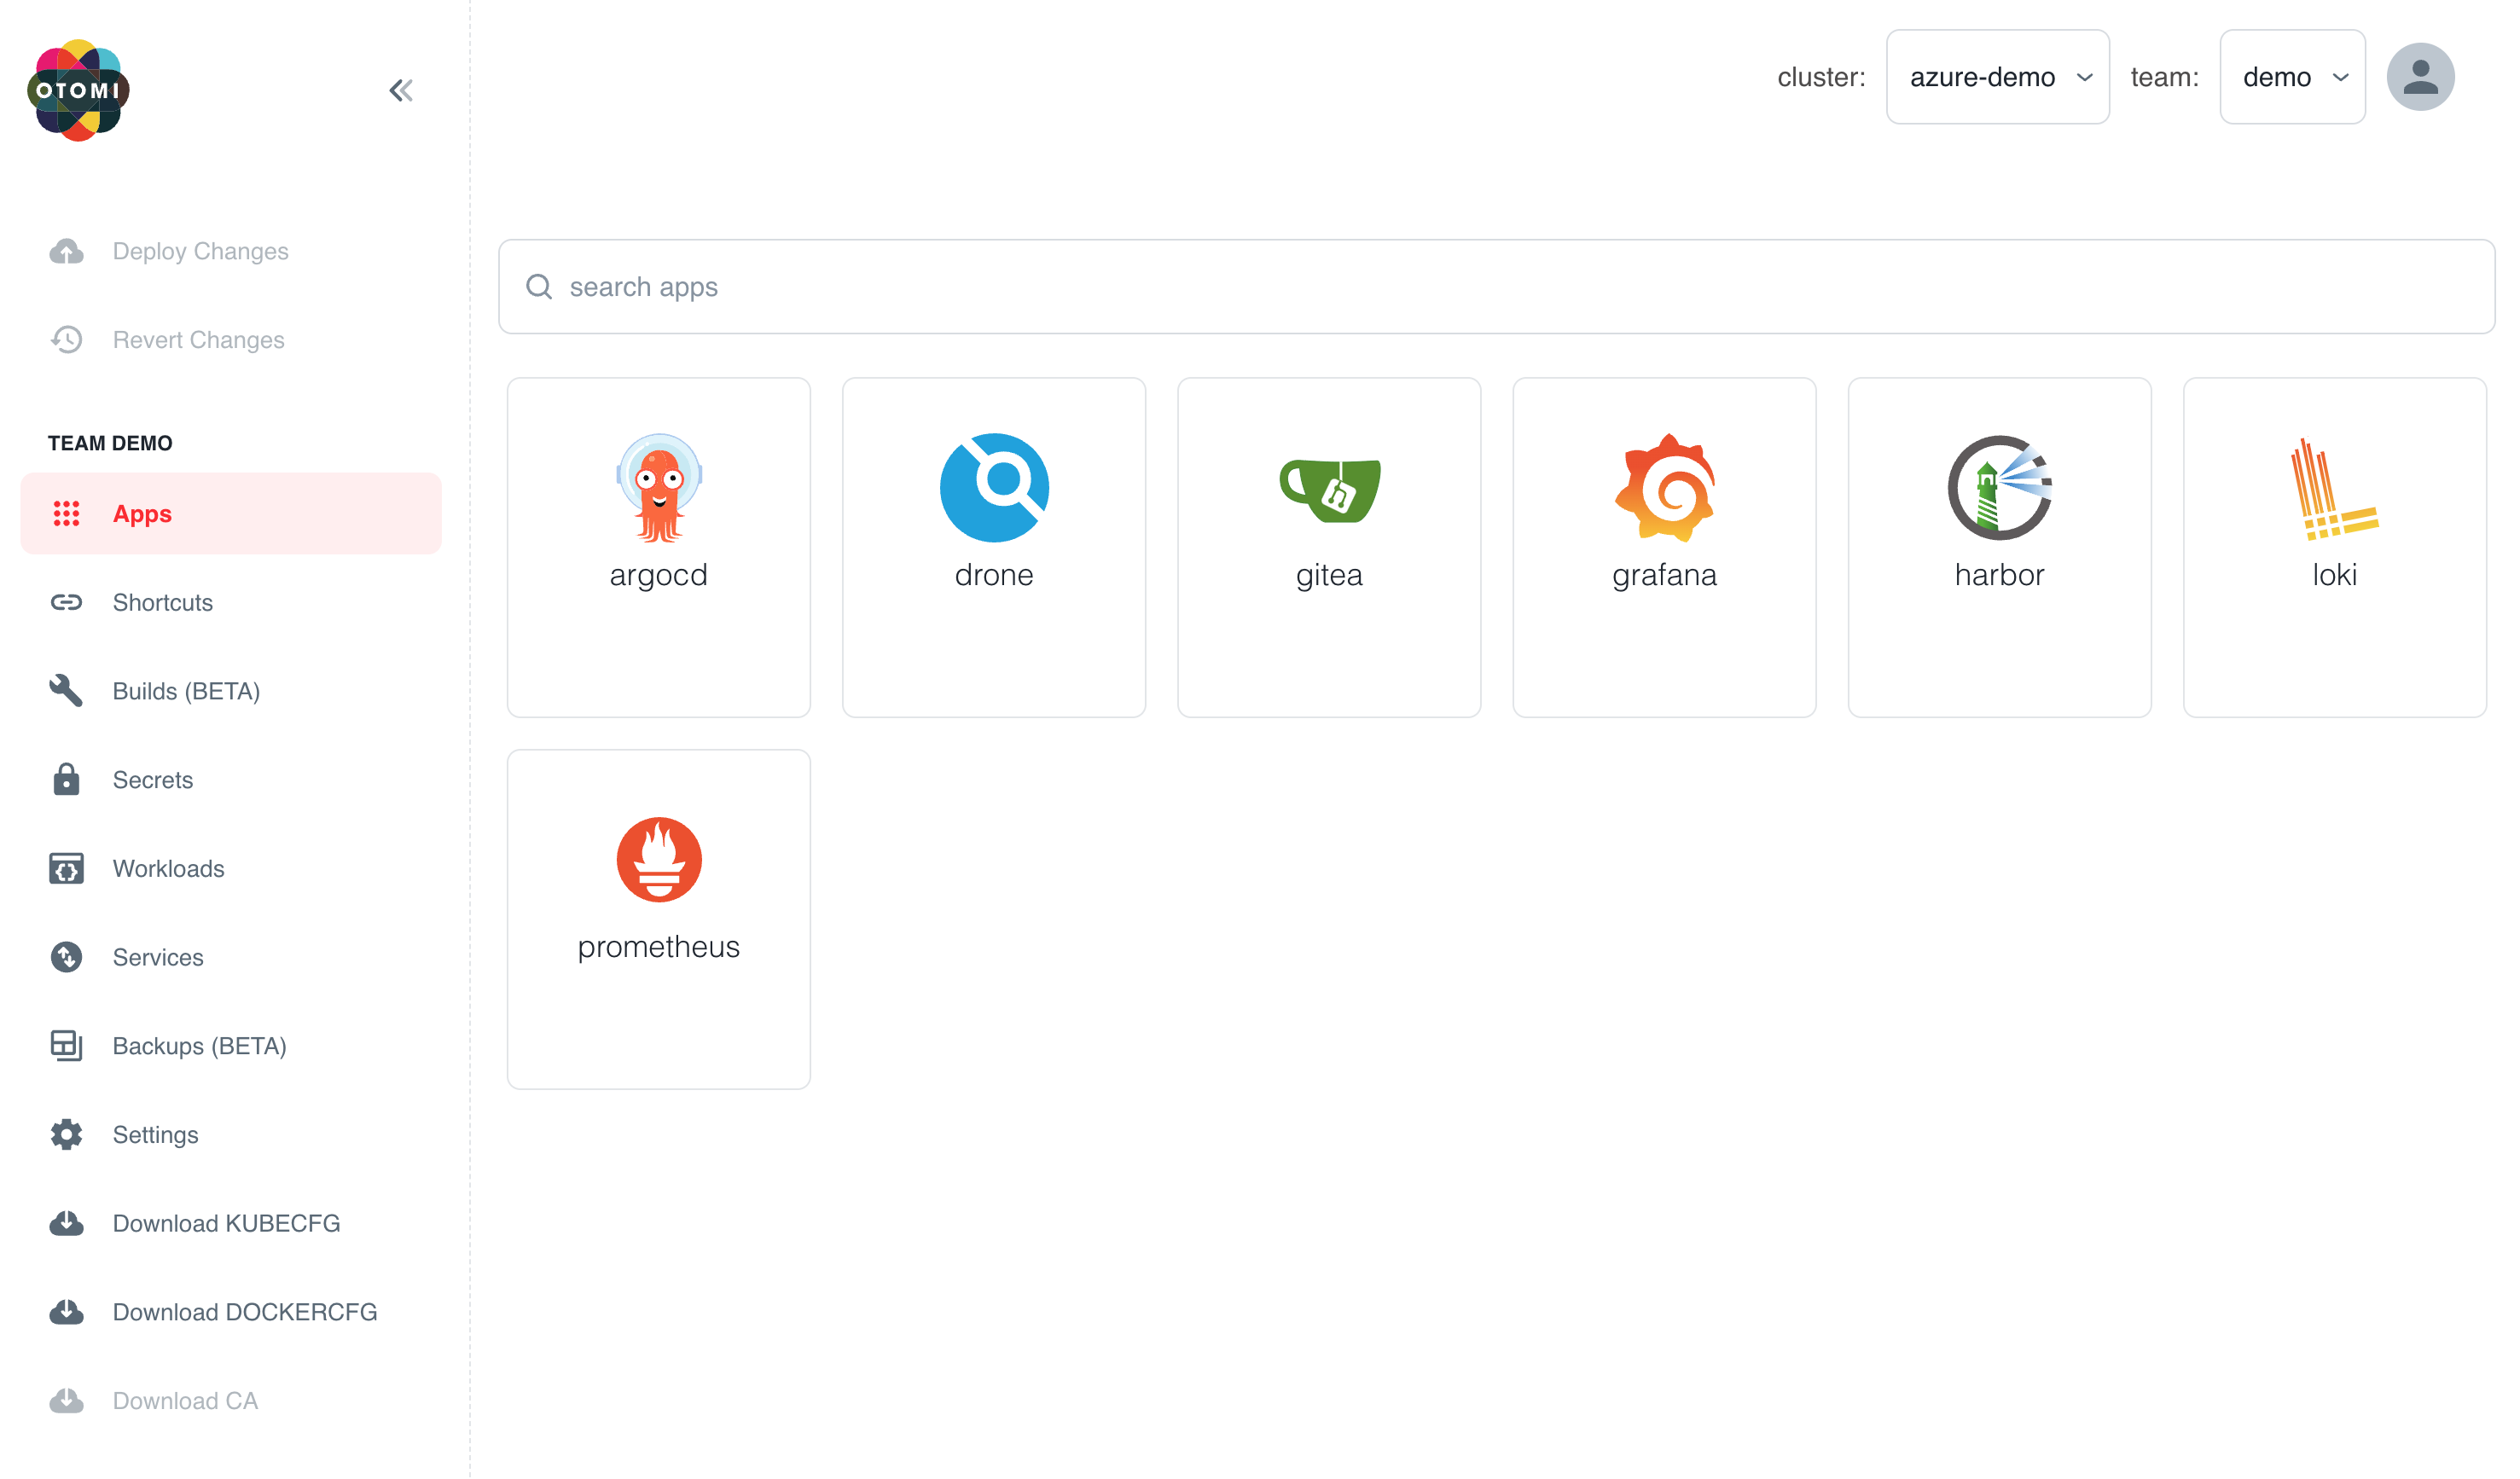 OTOMI
cluster: azure-demo team: demo
Deploy Changes
Revert Changes
TEAM DEMO
Apps
Shortcuts
Builds (BETA)
Secrets
Workloads
Services
Backups (BETA)
Settings
Download KUBECFG
Download DOCKERCFG
Download CA
search apps
argocd
drone
gitea
grafana
harbor
loki
prometheus